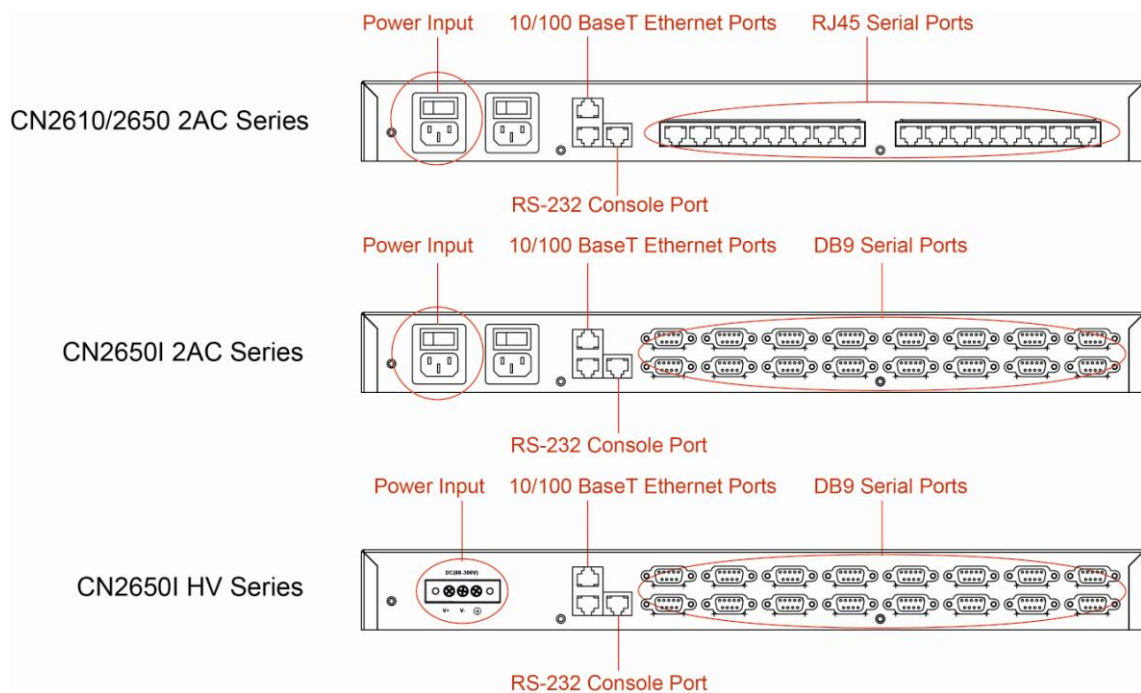 Power Input 10/100 BaseT Ethernet Ports RJ45 Serial Ports
CN2610/2650 2AC Series
RS-232 Console Port
Power Input 10/100 BaseT Ethernet Ports DB9 Serial Ports
CN2650I 2AC Series
RS-232 Console Port
Power Input 10/100 BaseT Ethernet Ports DB9 Serial Ports
CN2650I HV Series
V+ V-
RS-232 Console Port